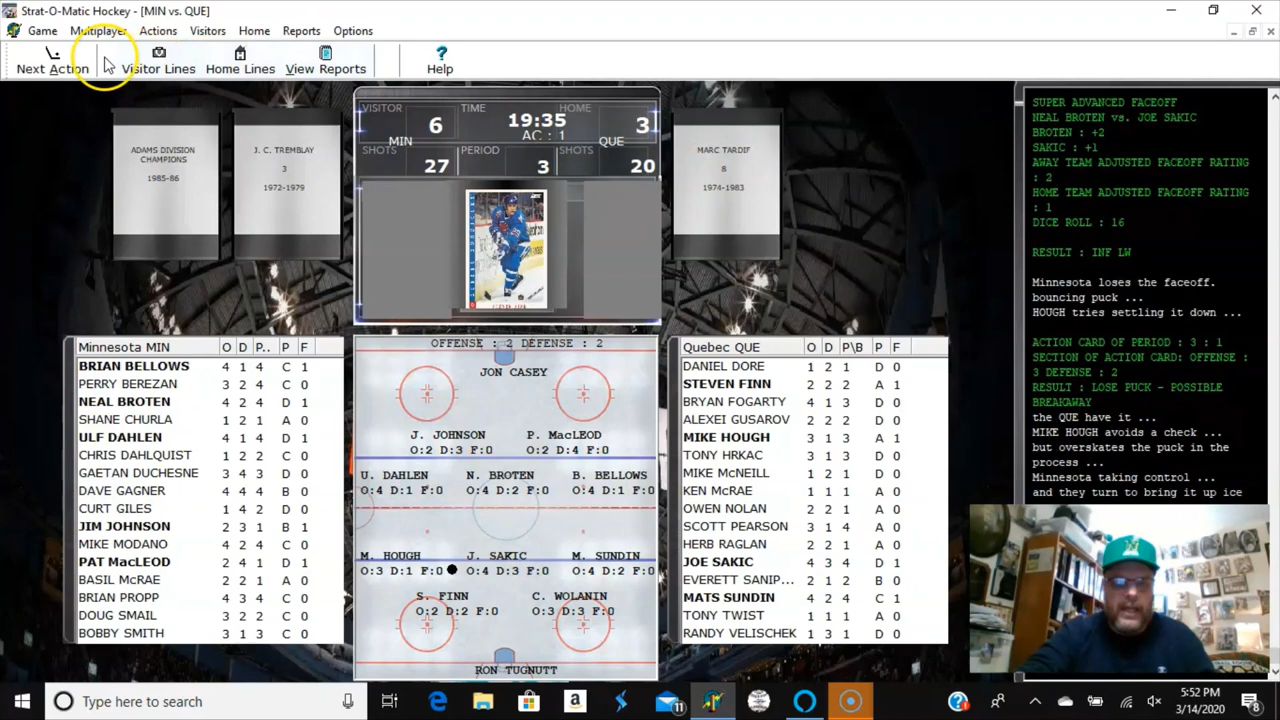 Strat-O-Matic Hockey - [MIN vs. QUE]
Game Multiplayer Actions Visitors Home Reports Options
Next Action Visitor Lines Home Lines View Reports Help
ADAMS DIVISION
CHAMPIONS
1985-86
J. C. TREMBLAY
3
1972-1979
VISITOR TIME HOME
6 19:35 3
MIN AC : 1 QUE
SHOTS PERIOD SHOTS
27 3 20
MARC TARDIF
8
1974-1983
SUPER ADVANCED FACEOFF
NEAL BROTEN vs. JOE SAKIC
BROTEN : +2
SAKIC : +1
AWAY TEAM ADJUSTED FACEOFF RATING
: 2
HOME TEAM ADJUSTED FACEOFF RATING
: 1
DICE ROLL : 16
RESULT : INF LW
Minnesota loses the faceoff.
bouncing puck ...
HOUGH tries settling it down ...
ACTION CARD OF PERIOD : 3 : 1
SECTION OF ACTION CARD: OFFENSE :
3 DEFENSE : 2
RESULT : LOSE PUCK - POSSIBLE
BREAKAWAY
the QUE have it ...
MIKE HOUGH avoids a check ...
but overskates the puck in the
process ...
Minnesota taking control ...
and they turn to bring it up ice
Minnesota MIN O D P.. P F
BRIAN BELLOWS 4 1 4 C 1
PERRY BEREZAN 3 2 4 C 0
NEAL BROTEN 4 2 4 D 1
SHANE CHURLA 1 2 1 A 0
ULF DAHLEN 4 1 4 D 1
CHRIS DAHLQUIST 1 2 2 C 0
GAETAN DUCHESNE 3 4 3 D 0
DAVE GAGNER 4 4 4 B 0
CURT GILES 1 4 2 D 0
JIM JOHNSON 2 3 1 B 1
MIKE MODANO 4 2 4 C 0
PAT MacLEOD 2 4 1 D 1
BASIL McRAE 2 2 1 A 0
BRIAN PROPP 4 3 4 C 0
DOUG SMAIL 3 1 4 C 0
BOBBY SMITH 3 1 3 C 0
OFFENSE : 2 DEFENSE : 2
JON CASEY
J. JOHNSON P. MacLEOD
O:2 D:3 F:0 O:2 D:4 F:0
U. DAHLEN N. BROTEN B. BELLOWS
O:4 D:1 F:0 O:4 D:2 F:0 O:4 D:1 F:0
M. HOUGH J. SAKIC M. SUNDIN
O:3 D:1 F:0 O:4 D:3 F:0 O:4 D:2 F:0
S. FINN C. WOLANIN
O:2 D:2 F:0 O:3 D:3 F:0
RON TUGNUTT
Quebec QUE O D P\B P F
DANIEL DORE 1 2 1 D 0
STEVEN FINN 2 2 2 A 1
BRYAN FOGARTY 4 1 3 D 0
ALEXEI GUSAROV 2 2 2 D 0
MIKE HOUGH 3 1 3 A 1
TONY HRKAC 3 1 3 D 0
MIKE McNEILL 1 2 1 D 0
KEN McRAE 1 1 1 A 0
OWEN NOLAN 2 1 1 A 0
SCOTT PEARSON 3 1 4 A 0
HERB RAGLAN 2 2 1 A 0
JOE SAKIC 4 3 4 D 1
EVERETT SANIP... 2 1 2 B 0
MATS SUNDIN 4 2 4 C 1
TONY TWIST 1 1 1 A 0
RANDY VELISCHEK 1 3 1 D 0
Type here to search
11
5:52 PM
3/14/2020
8